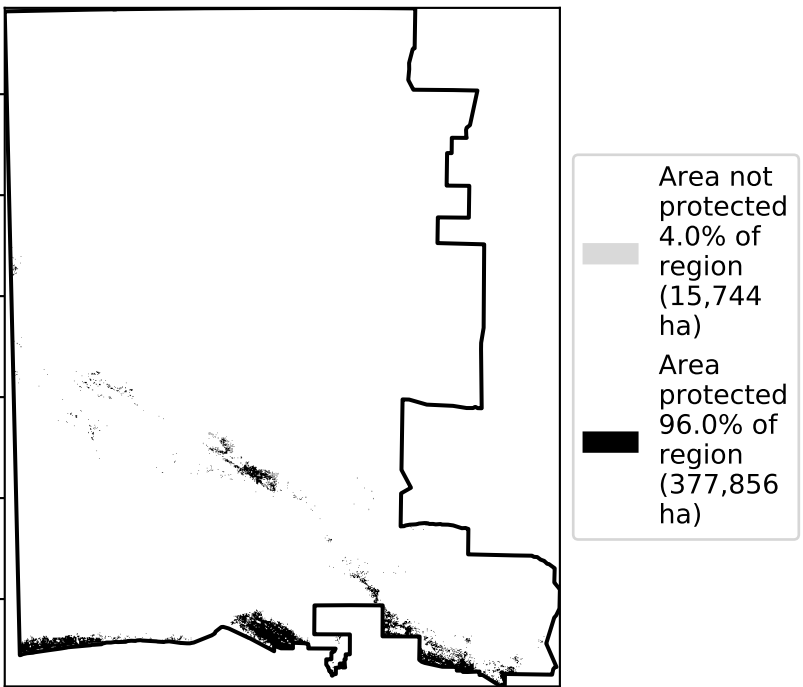 Area not
protected
4.0% of
region
(15,744
ha)
Area
protected
96.0% of
region
(377,856
ha)